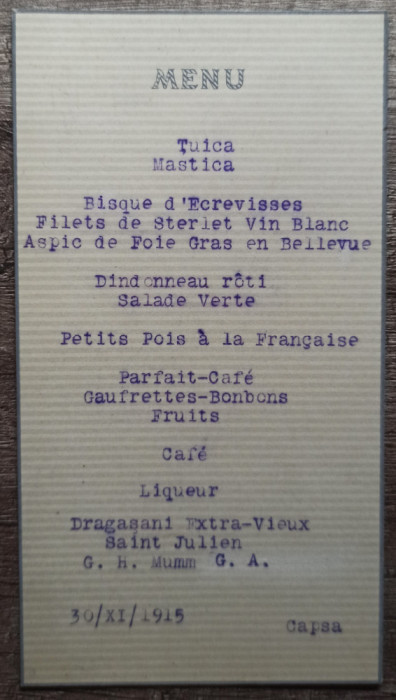 MENU
Ţuica
Mastica
Bisque d'Ecrevisses
Filets de Sterlet Vin Blanc
Aspic de Foie Gras en Bellevue
Dindonneau rôti
Salade Verte
Petits Pois à la Française
Parfait-Café
Gaufrettes-Bonbons
Fruits
Café
Liqueur
Dragasani Extra-Vieux
Saint Julien
G. H. Mumm G. A.
30/XI/1915
Capsa